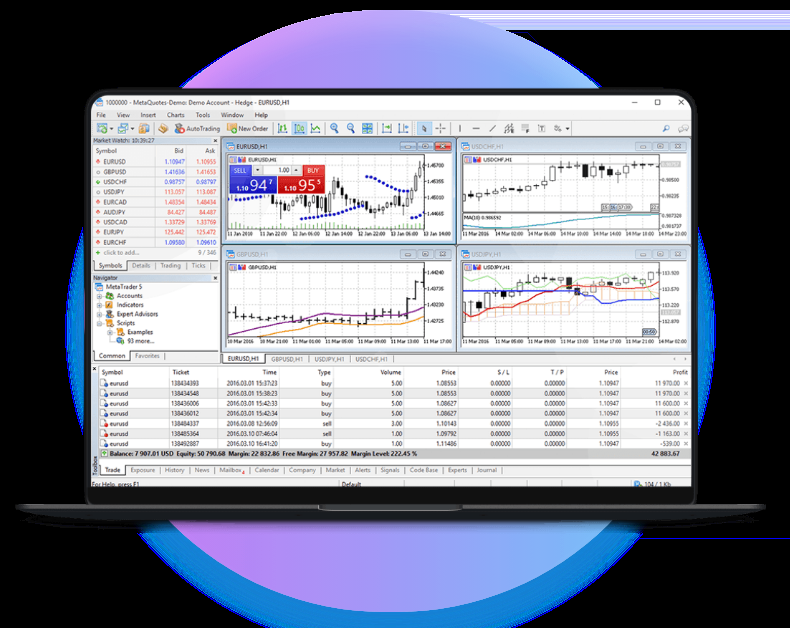 1000000 - MetaQuotes-Demo: Demo Account - Hedge - EURUSD,H1
File View Insert Charts Tools Window Help
AutoTrading New Order
Market Watch: 10:39:27
Symbol Bid Ask
EURUSD 1.10947 1.10955
GBPUSD 1.41636 1.41655
USDCHF 0.98757 0.98797
USDJPY 113.057 113.087
EURCAD 1.48354 1.48434
AUDJPY 84.427 84.487
USDCAD 1.33729 1.33769
EURJPY 125.442 125.472
EURCHF 1.09580 1.09610
click to add... 9 / 346
Symbols Details Trading Ticks
Navigator
MetaTrader 5
Accounts
Indicators
Expert Advisors
Scripts
Examples
93 more...
Common Favorites
EURUSD,H1
EURUSD,H1
SELL 1.00 BUY
1.10 94 7 1.10 95 5
USDCHF,H1
USDCHF,H1
MA(10) 0.986592
GBPUSD,H1
GBPUSD,H1
USDJPY,H1
USDJPY,H1
EURUSD,H1 GBPUSD,H1 USDJPY,H1 USDCHF,H1
Symbol Ticket Time Type Volume Price S / L T / P Price Profit
eurusd 138434393 2016.03.01 15:37:23 buy 5.00 1.08553 0.00000 0.00000 1.10947 11 970.00
eurusd 138434548 2016.03.01 15:38:23 buy 5.00 1.08553 0.00000 0.00000 1.10947 11 970.00
eurusd 138436006 2016.03.01 15:42:33 buy 5.00 1.08627 0.00000 0.00000 1.10947 11 600.00
eurusd 138436012 2016.03.01 15:42:34 buy 5.00 1.08627 0.00000 0.00000 1.10947 11 600.00
eurusd 138484337 2016.03.08 12:56:09 sell 3.00 1.10143 0.00000 0.00000 1.10955 -2 436.00
eurusd 138485364 2016.03.10 07:46:04 sell 1.00 1.09792 0.00000 0.00000 1.10955 -1 163.00
eurusd 138492887 2016.03.10 16:41:20 buy 1.00 1.11486 0.00000 0.00000 1.10947 -539.00
Balance: 7 907.01 USD Equity: 50 790.68 Margin: 22 832.86 Free Margin: 27 957.82 Margin Level: 222.45 % 42 883.67
Toolbox
Trade Exposure History News Mailbox Calendar Company Market Alerts Signals Code Base Experts Journal
For Help, press F1 Default 104 / 1 Kb